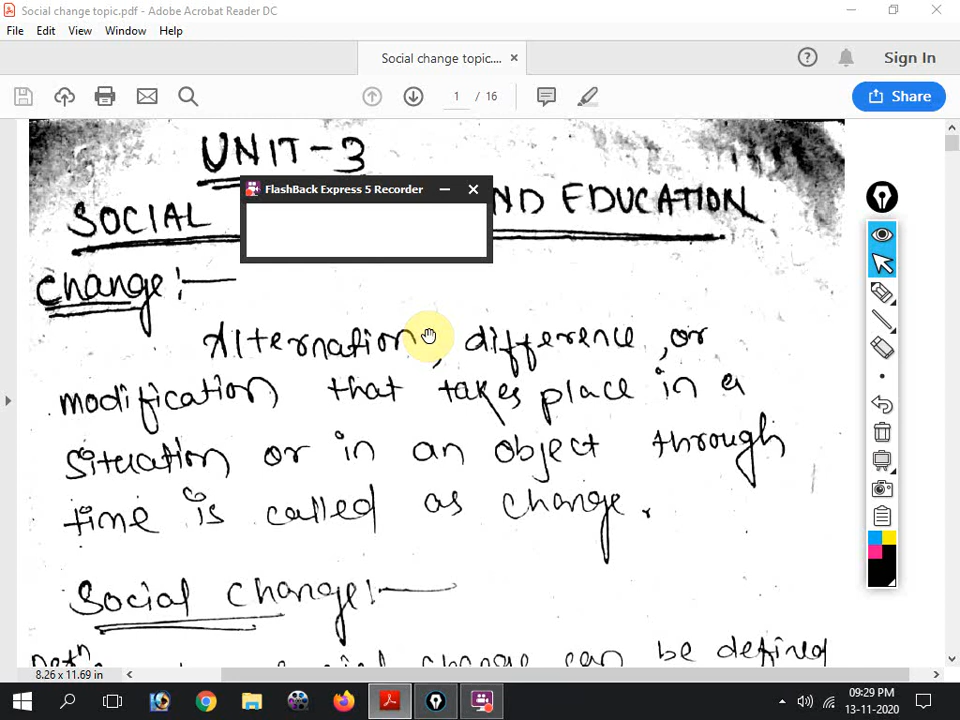 Social change topic.pdf - Adobe Acrobat Reader DC
File Edit View Window Help
Social change topic....
Sign In
1 / 16
Share
UNIT-3
FlashBack Express 5 Recorder
SOCIAL ND EDUCATION
Change:-
Alternation, difference, or
modification that takes place in a
situation or in an object through
time is called as change.
Social change:-
change can be defined
8.26 x 11.69 in
09:29 PM
13-11-2020